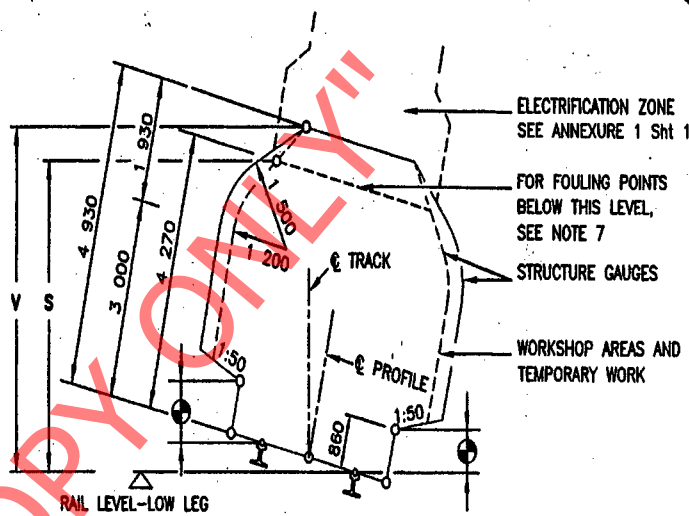 ELECTRIFICATION ZONE
SEE ANNEXURE 1 Sht 1
FOR FOULING POINTS
BELOW THIS LEVEL,
SEE NOTE 7
STRUCTURE GAUGES
WORKSHOP AREAS AND
TEMPORARY WORK
1 930
4 930
3 000
4 270
1 500
1 200
V
S
℄ TRACK
℄ PROFILE
1:50
1:50
860
RAIL LEVEL-LOW LEG
COPY ONLY"